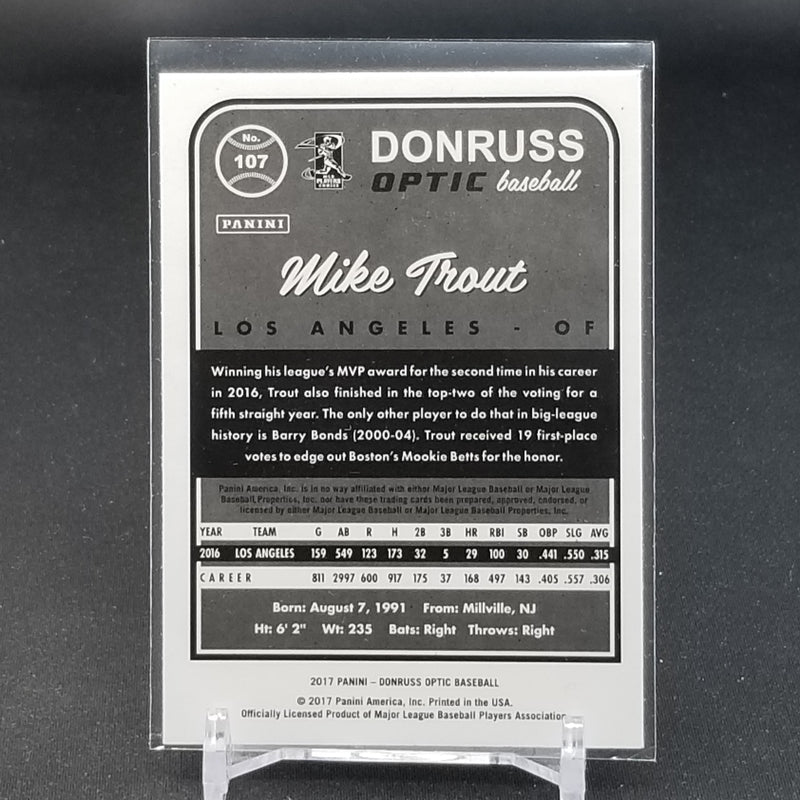 No.
107
MLB PLAYERS CHOICE
DONRUSS
OPTIC baseball
PANINI
Mike Trout
LOS ANGELES - OF
Winning his league's MVP award for the second time in his career
in 2016, Trout also finished in the top-two of the voting for a
fifth straight year. The only other player to do that in big-league
history is Barry Bonds (2000-04). Trout received 19 first-place
votes to edge out Boston's Mookie Betts for the honor.
Panini America, Inc. is in no way affiliated with either Major League Baseball or Major League
Baseball Properties, Inc. nor have these trading cards been prepared, approved, endorsed, or
licensed by either Major League Baseball or Major League Baseball Properties, Inc.
YEAR TEAM G AB R H 2B 3B HR RBI SB OBP SLG AVG
2016 LOS ANGELES 159 549 123 173 32 5 29 100 30 .441 .550 .315
CAREER 811 2997 600 917 175 37 168 497 143 .405 .557 .306
Born: August 7, 1991 From: Millville, NJ
Ht: 6' 2" Wt: 235 Bats: Right Throws: Right
2017 PANINI – DONRUSS OPTIC BASEBALL
© 2017 Panini America, Inc. Printed in the USA.
Officially Licensed Product of Major League Baseball Players Association